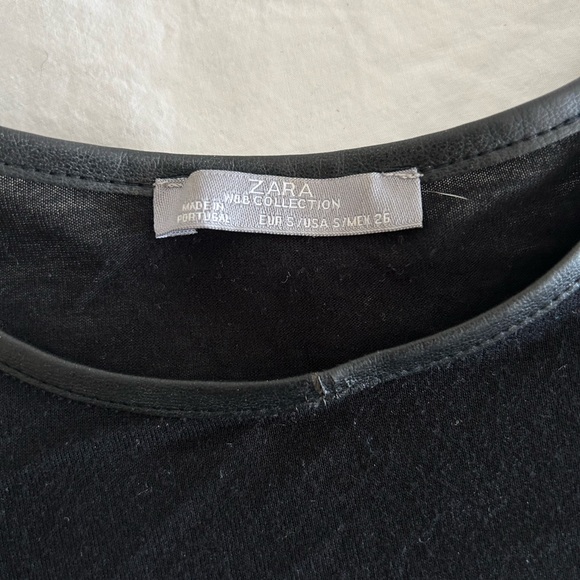 ZARA
W&B COLLECTION
MADE IN
PORTUGAL
EUR S/USA S/MEX 26